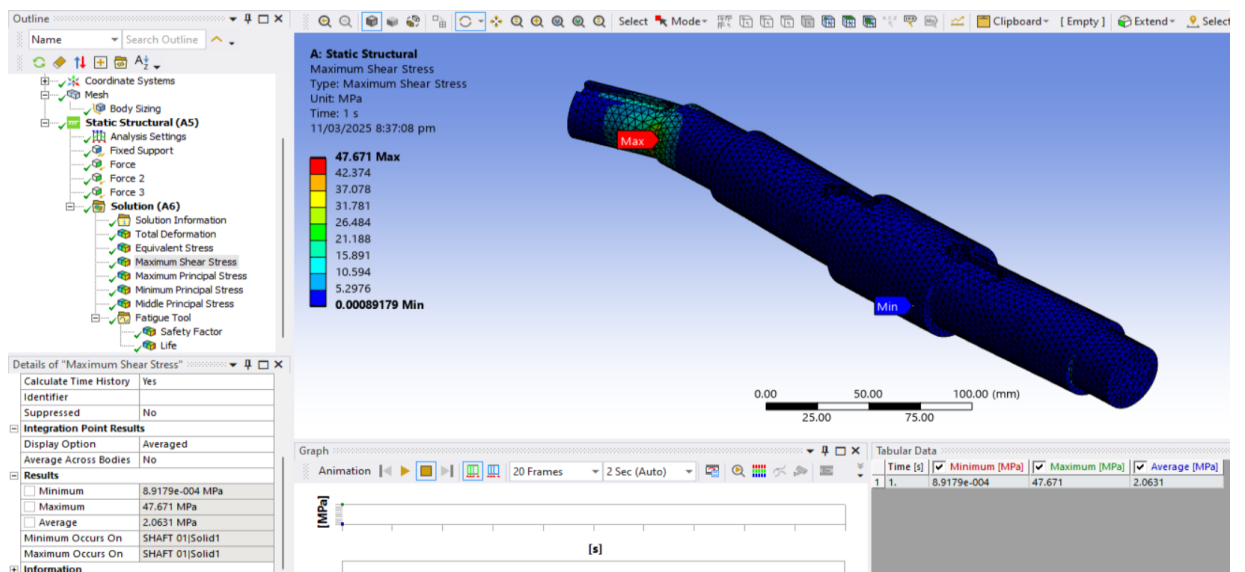 Outline
Name
Search Outline
Coordinate Systems
Mesh
Body Sizing
Static Structural (A5)
Analysis Settings
Fixed Support
Force
Force 2
Force 3
Solution (A6)
Solution Information
Total Deformation
Equivalent Stress
Maximum Shear Stress
Maximum Principal Stress
Minimum Principal Stress
Middle Principal Stress
Fatigue Tool
Safety Factor
Life
Details of "Maximum Shear Stress"
Calculate Time History Yes
Identifier
Suppressed No
Integration Point Results
Display Option Averaged
Average Across Bodies No
Results
Minimum 8.9179e-004 MPa
Maximum 47.671 MPa
Average 2.0631 MPa
Minimum Occurs On SHAFT 01|Solid1
Maximum Occurs On SHAFT 01|Solid1
Information
Select Mode Clipboard [ Empty ] Extend Select
A: Static Structural
Maximum Shear Stress
Type: Maximum Shear Stress
Unit: MPa
Time: 1 s
11/03/2025 8:37:08 pm
47.671 Max
42.374
37.078
31.781
26.484
21.188
15.891
10.594
5.2976
0.00089179 Min
Max
Min
0.00 50.00 100.00 (mm)
25.00 75.00
Graph
Animation 20 Frames 2 Sec (Auto)
[MPa]
[s]
Tabular Data
Time [s] Minimum [MPa] Maximum [MPa] Average [MPa]
1 1. 8.9179e-004 47.671 2.0631